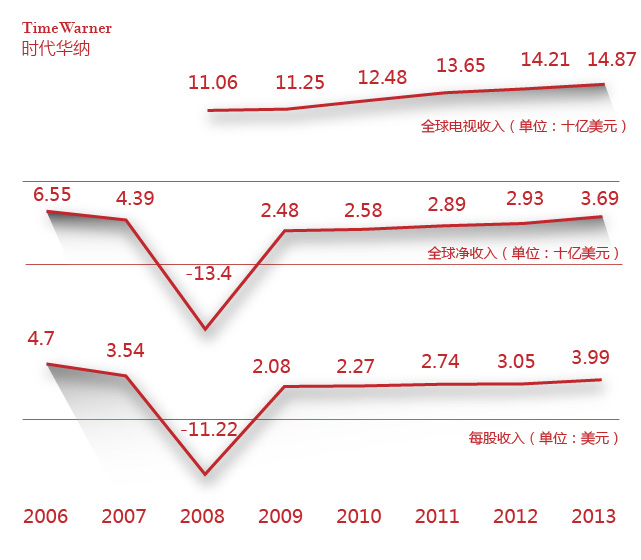 TimeWarner
时代华纳
11.06 11.25 12.48 13.65 14.21 14.87
全球电视收入（单位：十亿美元）
6.55 4.39 -13.4 2.48 2.58 2.89 2.93 3.69
全球净收入（单位：十亿美元）
4.7 3.54 -11.22 2.08 2.27 2.74 3.05 3.99
每股收入（单位：美元）
2006 2007 2008 2009 2010 2011 2012 2013